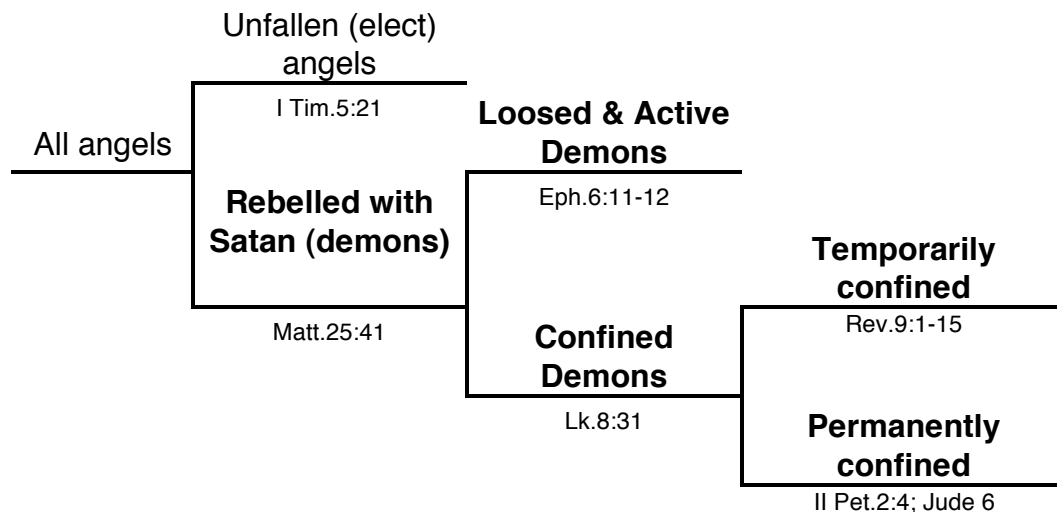 All angels
Unfallen (elect)
angels
I Tim.5:21
Rebelled with
Satan (demons)
Matt.25:41
Loosed & Active
Demons
Eph.6:11-12
Confined
Demons
Lk.8:31
Temporarily
confined
Rev.9:1-15
Permanently
confined
II Pet.2:4; Jude 6